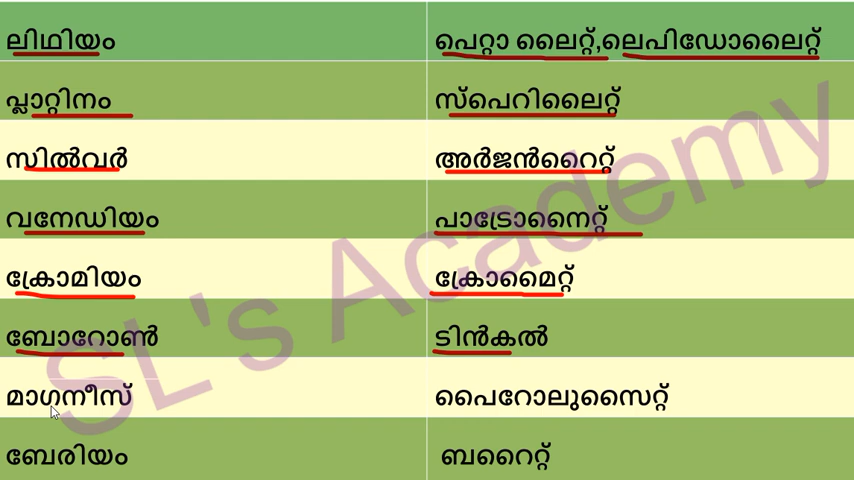 ലിഥിയം പെറ്റാ ലൈറ്റ്,ലെപിഡോലൈറ്റ്
പ്ലാറ്റിനം സ്പെറിലൈറ്റ്
സിൽവർ അർജൻറൈറ്റ്
വനേഡിയം പാട്രോനൈറ്റ്
ക്രോമിയം ക്രോമൈറ്റ്
ബോറോൺ ടിൻകൽ
മാഗനീസ് പൈറോലുസൈറ്റ്
ബേരിയം ബറൈറ്റ്
SL's Academy